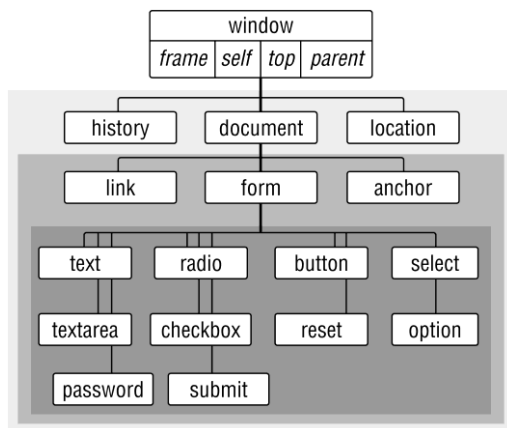 window
frame self top parent
history document location
link form anchor
text radio button select
textarea checkbox reset option
password submit